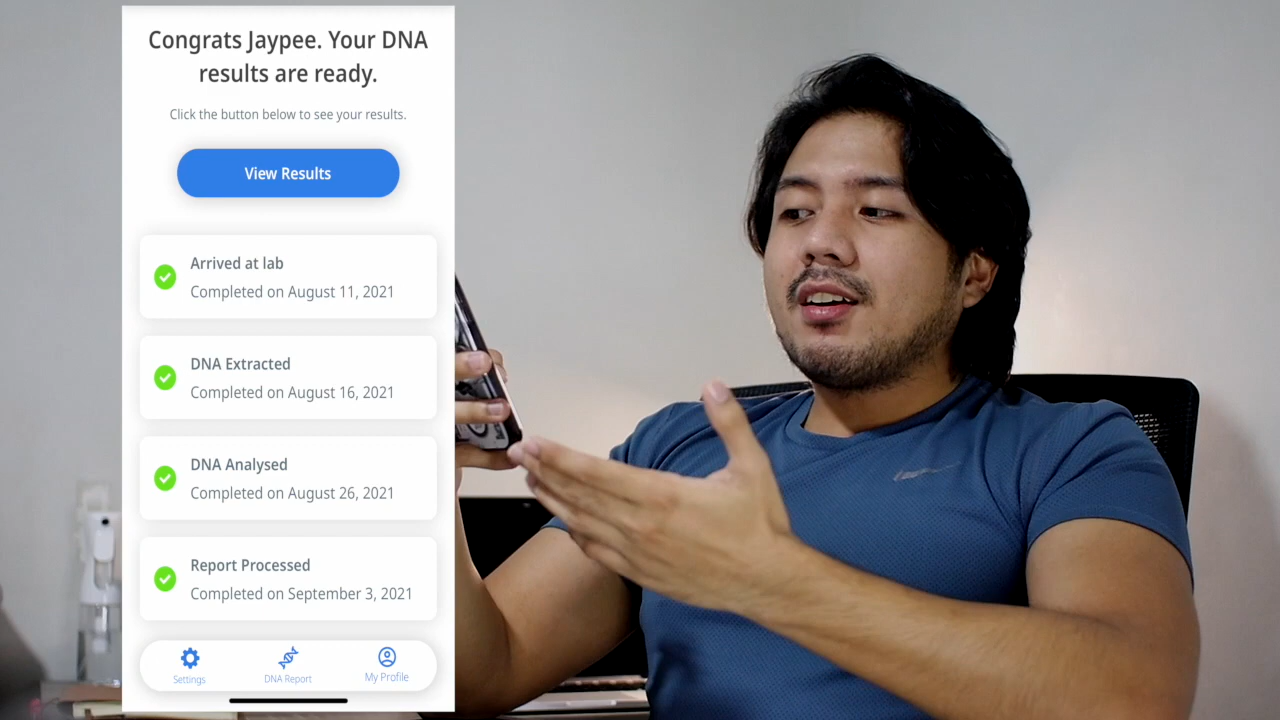 Congrats Jaypee. Your DNA
results are ready.
Click the button below to see your results.
View Results
Arrived at lab
Completed on August 11, 2021
DNA Extracted
Completed on August 16, 2021
DNA Analysed
Completed on August 26, 2021
Report Processed
Completed on September 3, 2021
Settings
DNA Report
My Profile